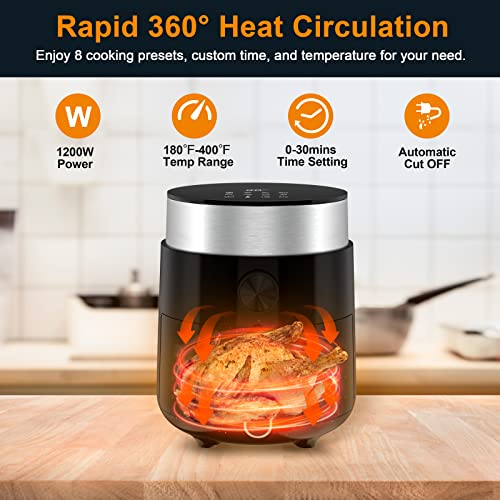 Rapid 360° Heat Circulation
Enjoy 8 cooking presets, custom time, and temperature for your need.
W
1200W
Power
180°F-400°F
Temp Range
0-30mins
Time Setting
Automatic
Cut OFF